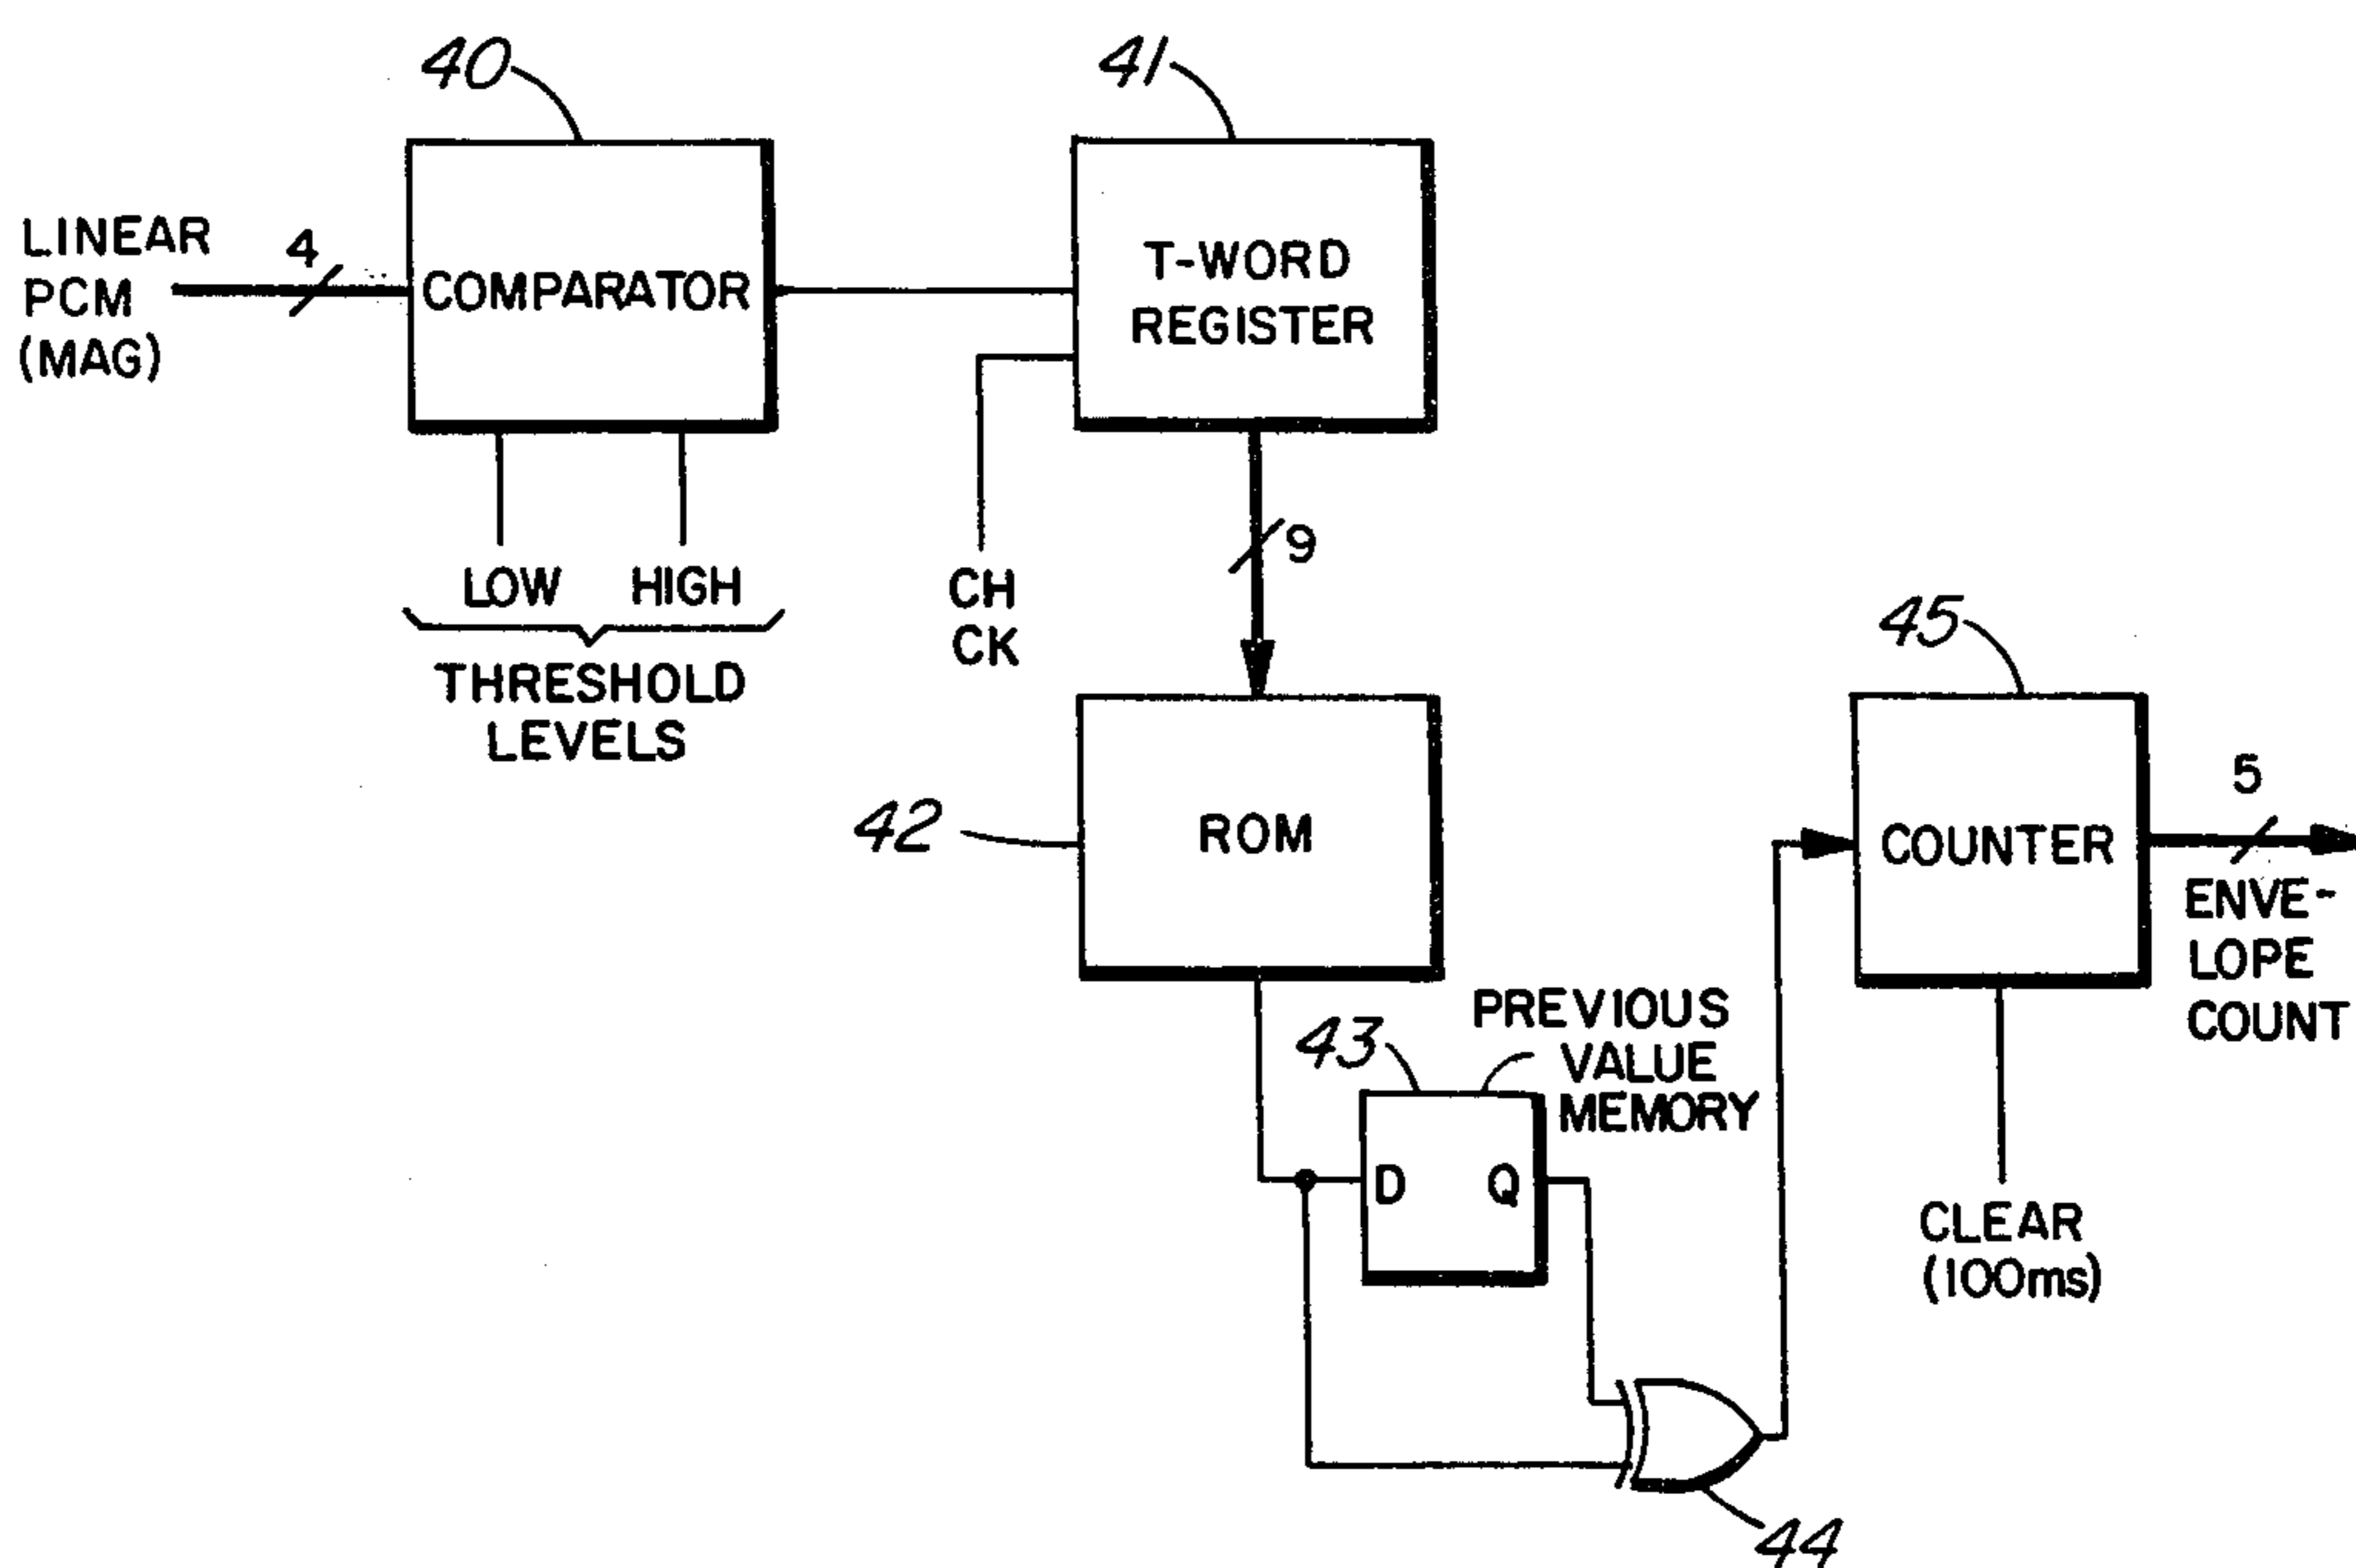 40
41
LINEAR
PCM
(MAG)
4
COMPARATOR
T-WORD
REGISTER
LOW HIGH
THRESHOLD
LEVELS
CH
CK
9
45
42
ROM
COUNTER
5
ENVE-
LOPE
COUNT
43
PREVIOUS
VALUE
MEMORY
D Q
CLEAR
(100ms)
44